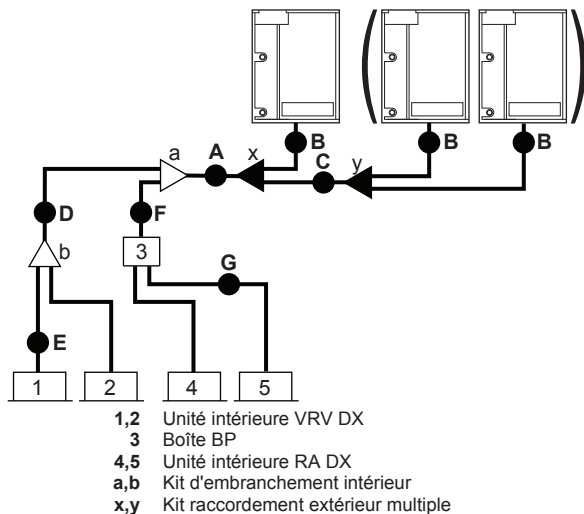 B
B
B
a
A
x
C
y
D
F
b
3
G
E
1
2
4
5
1,2 Unité intérieure VRV DX
3 Boîte BP
4,5 Unité intérieure RA DX
a,b Kit d'embranchement intérieur
x,y Kit raccordement extérieur multiple